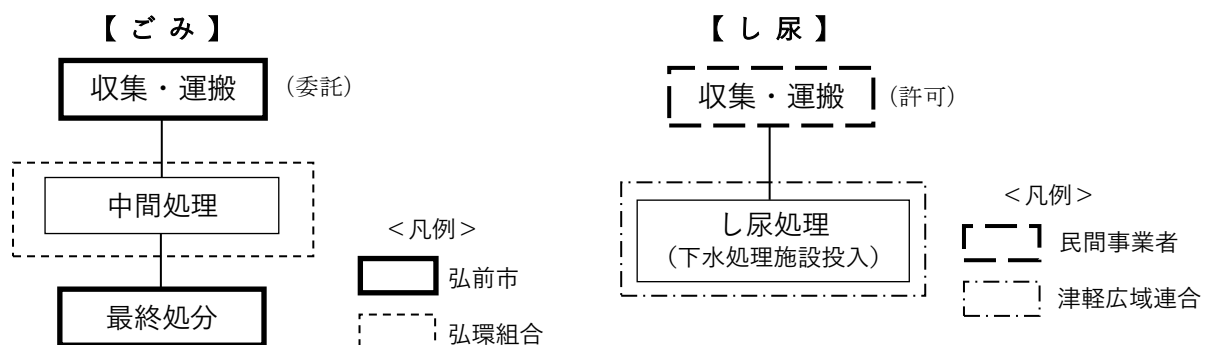 【 ご み 】
収集・運搬
（委託）
中間処理
最終処分
＜凡例＞
弘前市
弘環組合
【 し 尿 】
収集・運搬
（許可）
し尿処理
（下水処理施設投入）
＜凡例＞
民間事業者
津軽広域連合